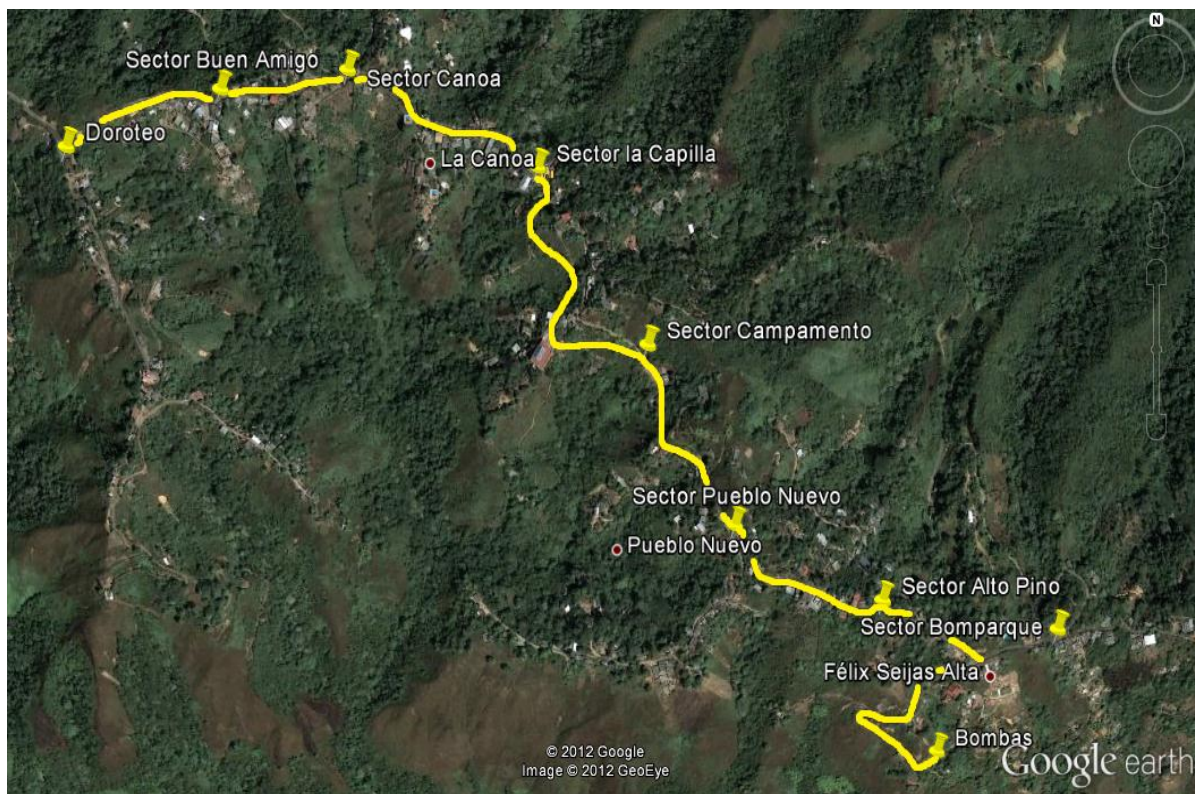 N
Sector Buen Amigo
Sector Canoa
Doroteo
La Canoa
Sector la Capilla
Sector Campamento
Sector Pueblo Nuevo
Pueblo Nuevo
Sector Alto Pino
Sector Bomparque
Félix Seijas Alta
Bombas
© 2012 Google
Image © 2012 GeoEye
Google earth